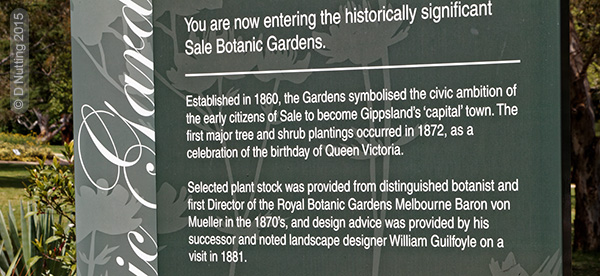 © D Nutting 2015
ic Gard
You are now entering the historically significant
Sale Botanic Gardens.
Established in 1860, the Gardens symbolised the civic ambition of
the early citizens of Sale to become Gippsland's 'capital' town. The
first major tree and shrub plantings occurred in 1872, as a
celebration of the birthday of Queen Victoria.
Selected plant stock was provided from distinguished botanist and
first Director of the Royal Botanic Gardens Melbourne Baron von
Mueller in the 1870's, and design advice was provided by his
successor and noted landscape designer William Guilfoyle on a
visit in 1881.